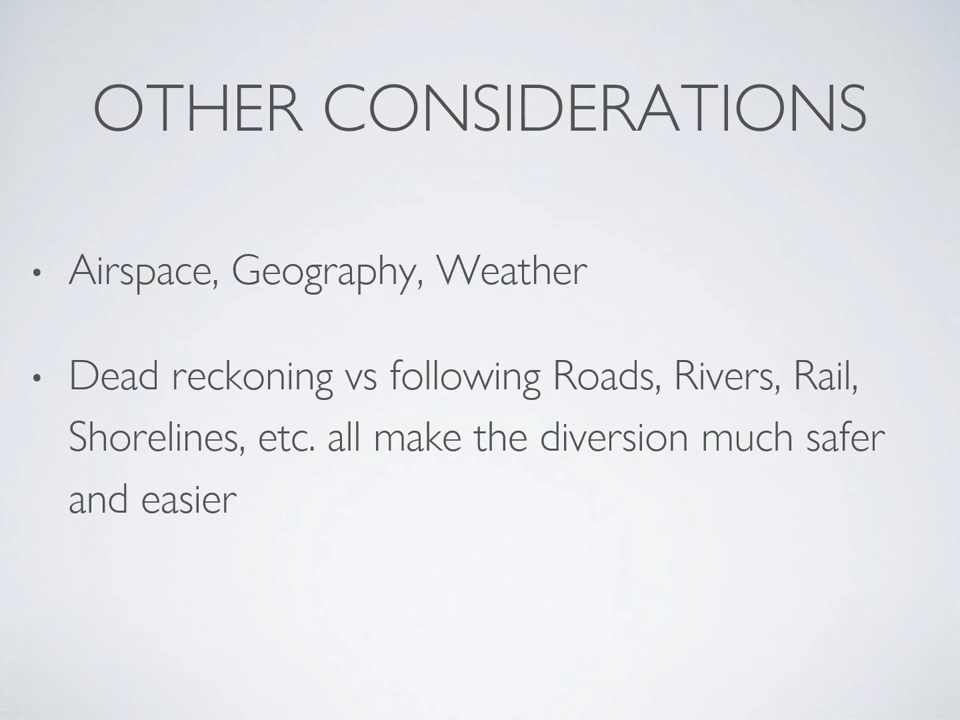 OTHER CONSIDERATIONS
• Airspace, Geography, Weather
• Dead reckoning vs following Roads, Rivers, Rail,
Shorelines, etc. all make the diversion much safer
and easier